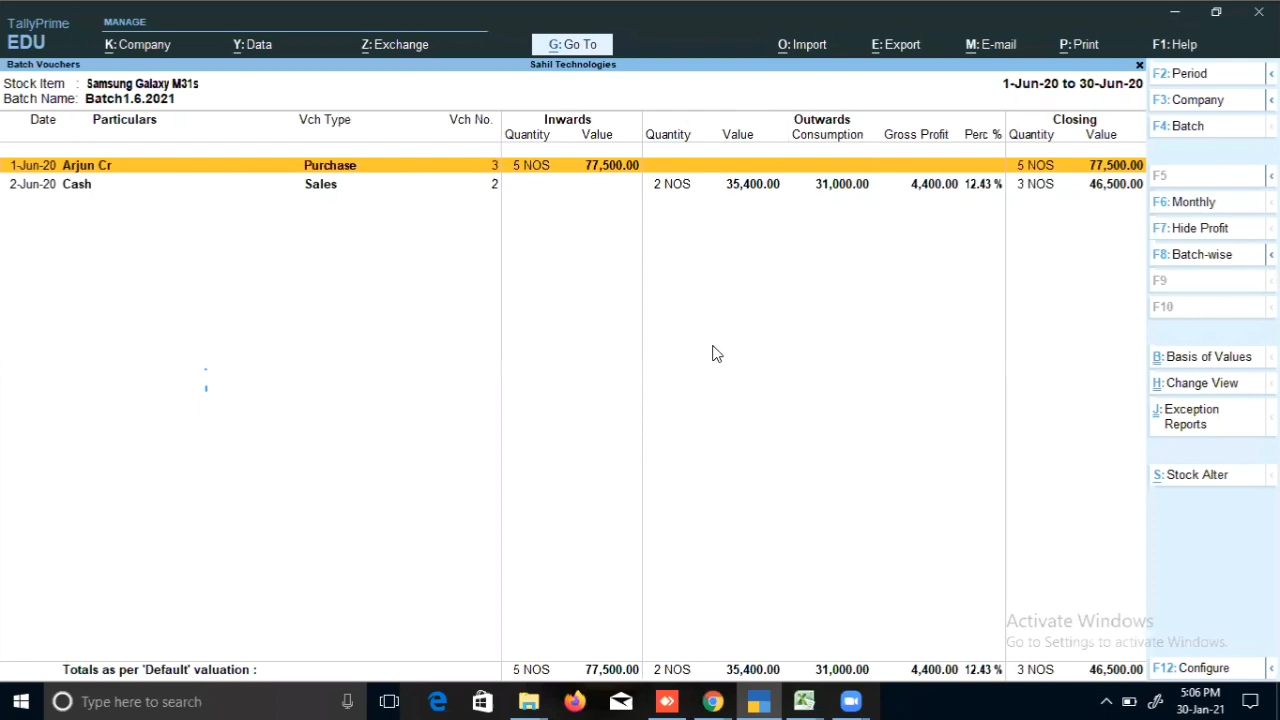 TallyPrime
EDU
MANAGE
K: Company
Y: Data
Z: Exchange
G: Go To
O: Import
E: Export
M: E-mail
P: Print
F1: Help
Batch Vouchers
Sahil Technologies
Stock Item : Samsung Galaxy M31s
1-Jun-20 to 30-Jun-20
Batch Name: Batch1.6.2021
Date Particulars Vch Type Vch No. Inwards Outwards Closing
Quantity Value Quantity Value Consumption Gross Profit Perc % Quantity Value
1-Jun-20 Arjun Cr Purchase 3 5 NOS 77,500.00 5 NOS 77,500.00
2-Jun-20 Cash Sales 2 2 NOS 35,400.00 31,000.00 4,400.00 12.43 % 3 NOS 46,500.00
Totals as per 'Default' valuation : 5 NOS 77,500.00 2 NOS 35,400.00 31,000.00 4,400.00 12.43 % 3 NOS 46,500.00
F2: Period
F3: Company
F4: Batch
F5
F6: Monthly
F7: Hide Profit
F8: Batch-wise
F9
F10
B: Basis of Values
H: Change View
J: Exception
Reports
S: Stock Alter
Activate Windows
Go to Settings to activate Windows.
F12: Configure
Type here to search
5:06 PM
30-Jan-21